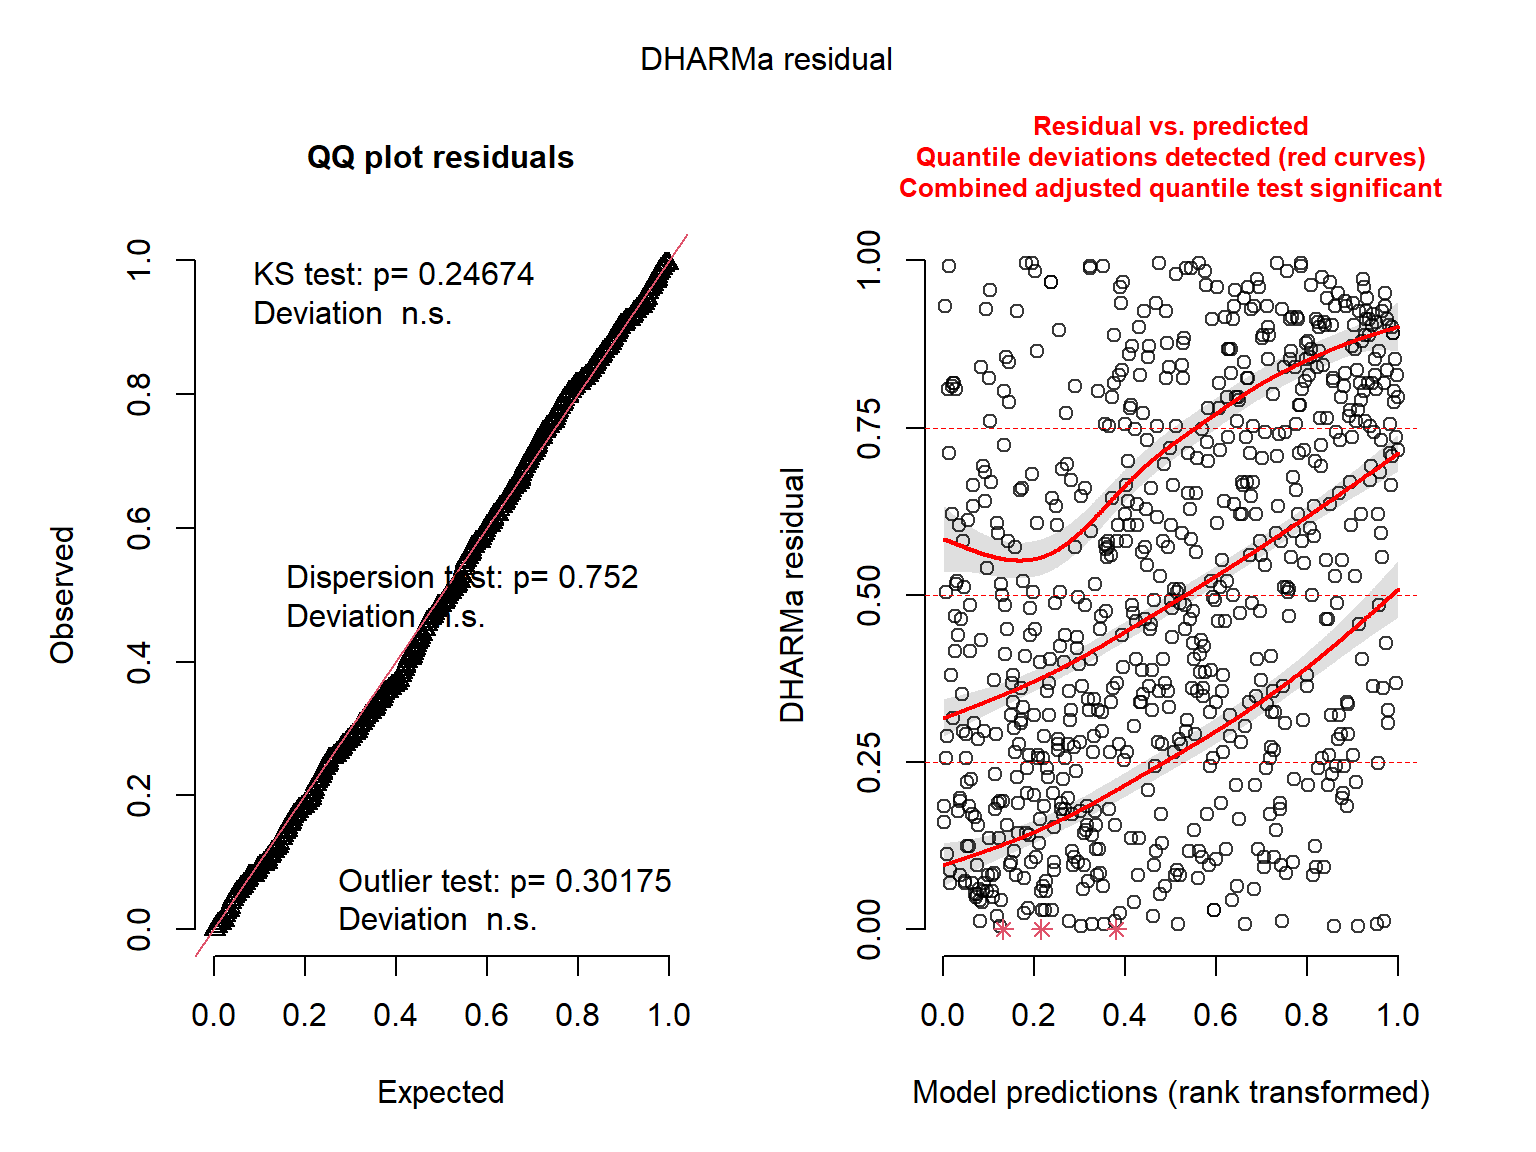 DHARMa residual
QQ plot residuals
KS test: p= 0.24674
Deviation  n.s.
Dispersion test: p= 0.752
Deviation n.s.
Outlier test: p= 0.30175
Deviation  n.s.
Observed
0.0 0.2 0.4 0.6 0.8 1.0
0.0 0.2 0.4 0.6 0.8 1.0
Expected
Residual vs. predicted
Quantile deviations detected (red curves)
Combined adjusted quantile test significant
DHARMa residual
0.00 0.25 0.50 0.75 1.00
0.0 0.2 0.4 0.6 0.8 1.0
Model predictions (rank transformed)